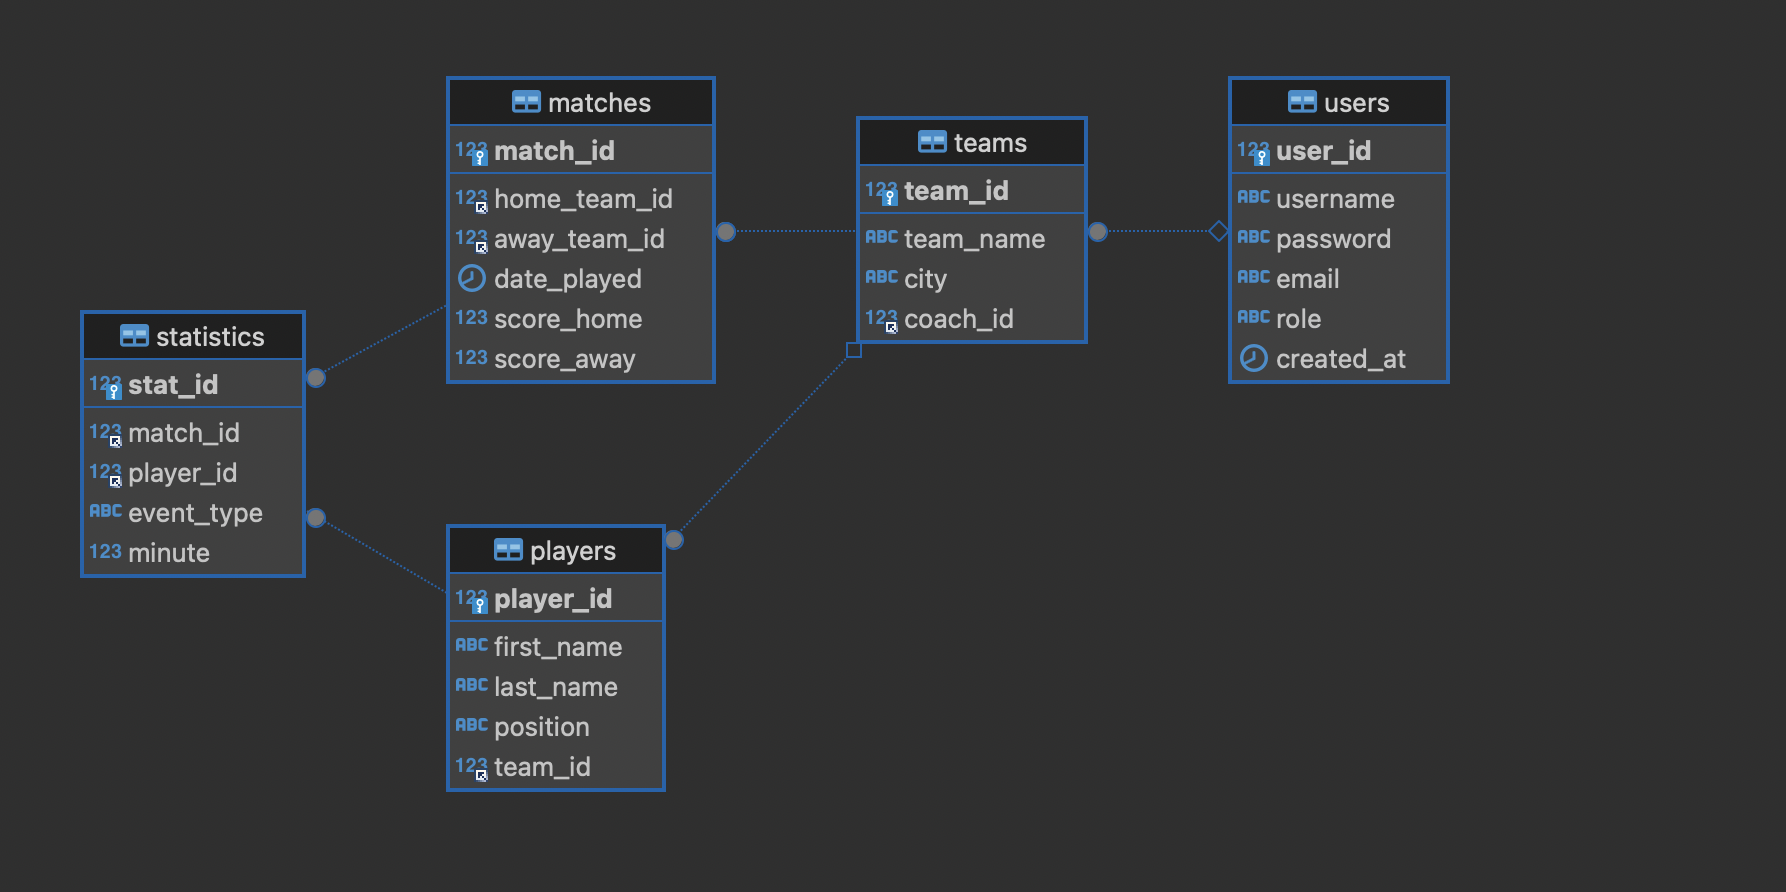 matches
123 match_id
123 home_team_id
123 away_team_id
date_played
123 score_home
123 score_away
teams
123 team_id
ABC team_name
ABC city
123 coach_id
users
123 user_id
ABC username
ABC password
ABC email
ABC role
created_at
statistics
123 stat_id
123 match_id
123 player_id
ABC event_type
123 minute
players
123 player_id
ABC first_name
ABC last_name
ABC position
123 team_id